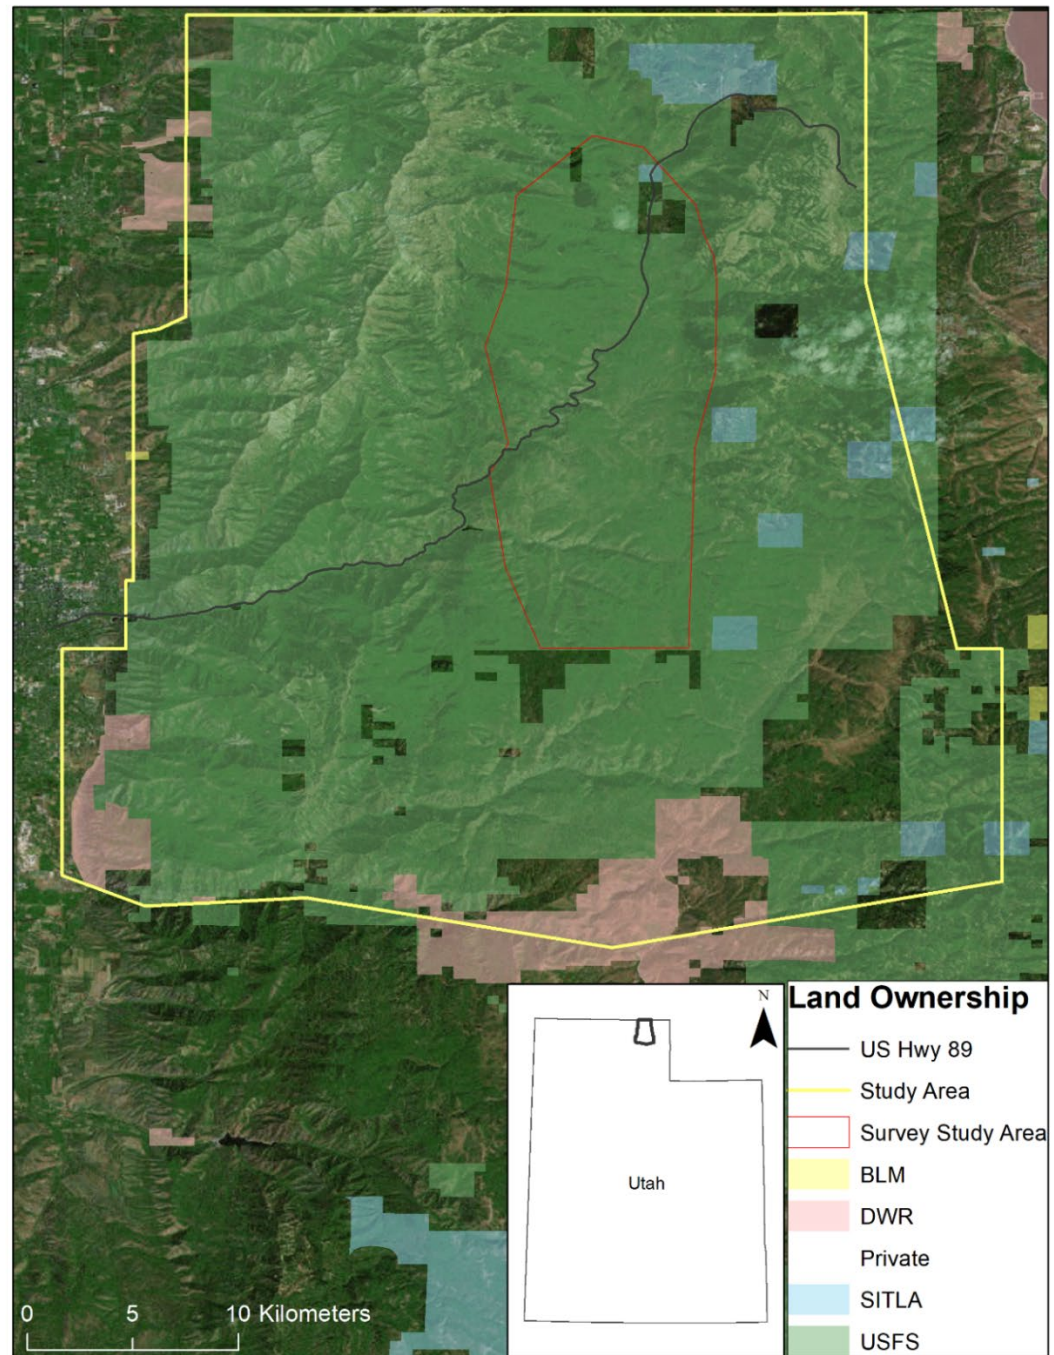 N
Utah
Land Ownership
US Hwy 89
Study Area
Survey Study Area
BLM
DWR
Private
SITLA
USFS
0 5 10 Kilometers